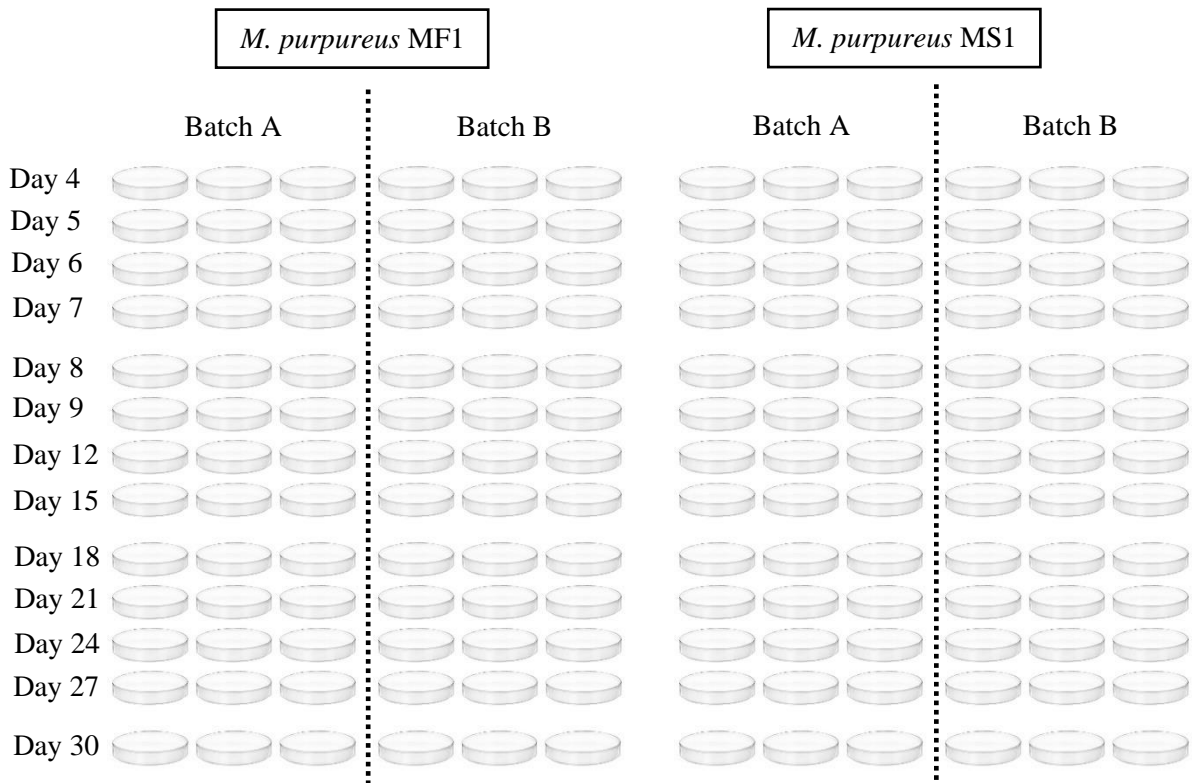 M. purpureus MF1
M. purpureus MS1
Batch A
Batch B
Batch A
Batch B
Day 4
Day 5
Day 6
Day 7
Day 8
Day 9
Day 12
Day 15
Day 18
Day 21
Day 24
Day 27
Day 30